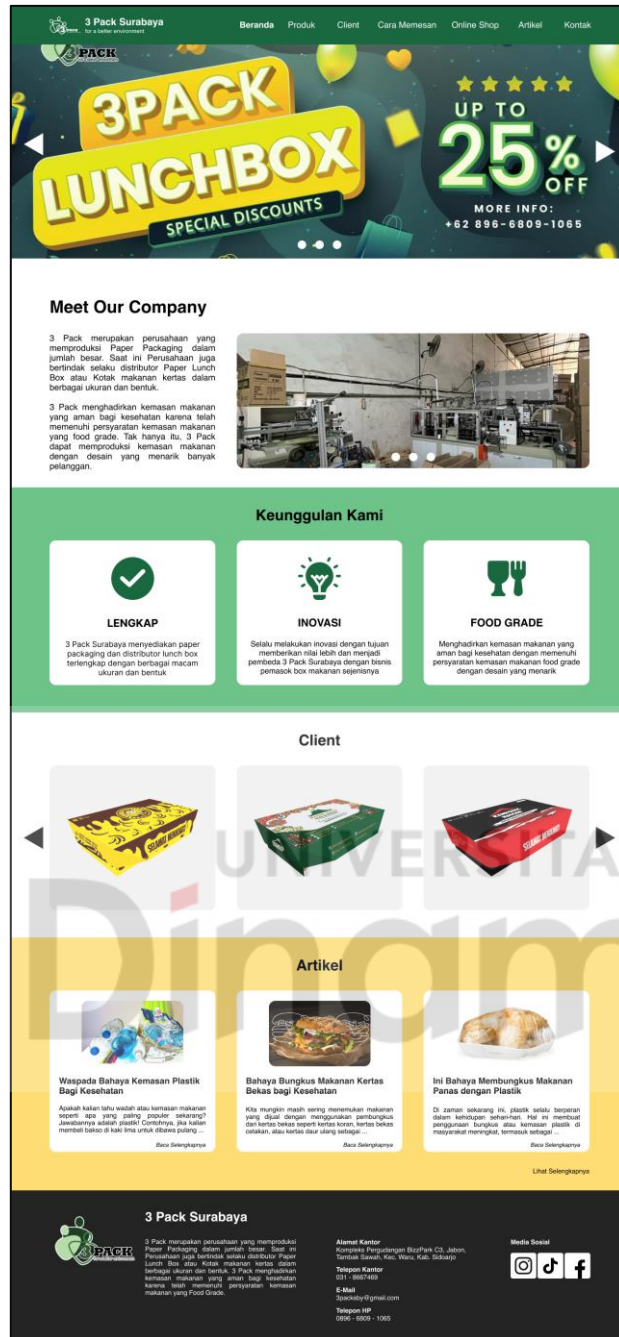 3 Pack Surabaya
for a better environment
Beranda Produk Client Cara Memesan Online Shop Artikel Kontak
3 PACK
3PACK
LUNCHBOX
SPECIAL DISCOUNTS
UP TO
25%
OFF
MORE INFO:
+62 896-6809-1065
Meet Our Company
3 Pack merupakan perusahaan yang
memproduksi Paper Packaging dalam
jumlah besar. Saat ini Perusahaan juga
bertindak selaku distributor Paper Lunch
Box atau Kotak makanan kertas dalam
berbagai ukuran dan bentuk.
3 Pack menghadirkan kemasan makanan
yang aman bagi kesehatan karena telah
memenuhi persyaratan kemasan makanan
yang food grade. Tak hanya itu, 3 Pack
dapat memproduksi kemasan makanan
dengan desain yang menarik banyak
pelanggan.
Keunggulan Kami
LENGKAP
3 Pack Surabaya menyediakan paper
packaging dan distributor lunch box
terlengkap dengan berbagai macam
ukuran dan bentuk
INOVASI
Selalu melakukan inovasi dengan tujuan
memberikan nilai lebih dan menjadi
pembeda 3 Pack Surabaya dengan bisnis
pemasok box makanan sejenisnya
FOOD GRADE
Menghadirkan kemasan makanan yang
aman bagi kesehatan dengan memenuhi
persyaratan kemasan makanan food grade
dengan desain yang menarik
Client
SELAMAT MENIKMATI
SELAMAT MENIKMATI
UNIVERSITA
Dinam
Artikel
Waspada Bahaya Kemasan Plastik
Bagi Kesehatan
Apakah kalian tahu wadah atau kemasan makanan
seperti apa yang paling populer sekarang?
Jawabannya adalah plastik! Contohnya, jika kalian
membeli bakso di kaki lima untuk dibawa pulang ...
Baca Selengkapnya
Bahaya Bungkus Makanan Kertas
Bekas bagi Kesehatan
Kita mungkin masih sering menemukan makanan
yang dijual dengan menggunakan pembungkus
dari kertas bekas seperti kertas koran, kertas bekas
cetakan, atau kertas daur ulang sebagai ...
Baca Selengkapnya
Ini Bahaya Membungkus Makanan
Panas dengan Plastik
Di zaman sekarang ini, plastik selalu berperan
dalam kehidupan sehari-hari. Hal ini membuat
penggunaan bungkus atau kemasan plastik di
masyarakat meningkat, termasuk sebagai ...
Baca Selengkapnya
Lihat Selengkapnya
3 PACK
3 Pack Surabaya
3 Pack merupakan perusahaan yang memproduksi
Paper Packaging dalam jumlah besar. Saat ini
Perusahaan juga bertindak selaku distributor Paper
Lunch Box atau Kotak makanan kertas dalam
berbagai ukuran dan bentuk. 3 Pack menghadirkan
kemasan makanan yang aman bagi kesehatan
karena telah memenuhi persyaratan kemasan
makanan yang Food Grade.
Alamat Kantor
Kompleks Pergudangan BizzPark C3, Jabon,
Tambak Sawah, Kec. Waru, Kab. Sidoarjo
Telepon Kantor
031 - 8667469
E-Mail
3packsby@gmail.com
Telepon HP
0896 - 6809 - 1065
Media Sosial